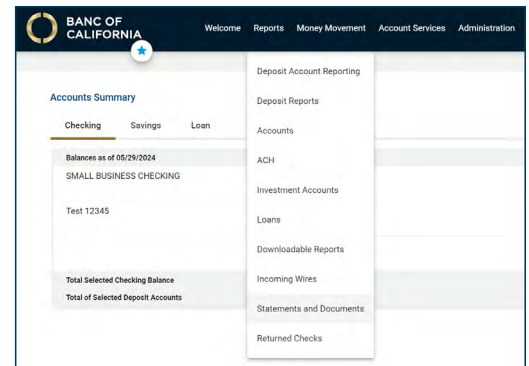 BANC OF
CALIFORNIA
Welcome Reports Money Movement Account Services Administration
Deposit Account Reporting
Deposit Reports
Accounts
ACH
Investment Accounts
Loans
Downloadable Reports
Incoming Wires
Statements and Documents
Returned Checks
Accounts Summary
Checking Savings Loan
Balances as of 05/29/2024
SMALL BUSINESS CHECKING
Test 12345
Total Selected Checking Balance
Total of Selected Deposit Accounts